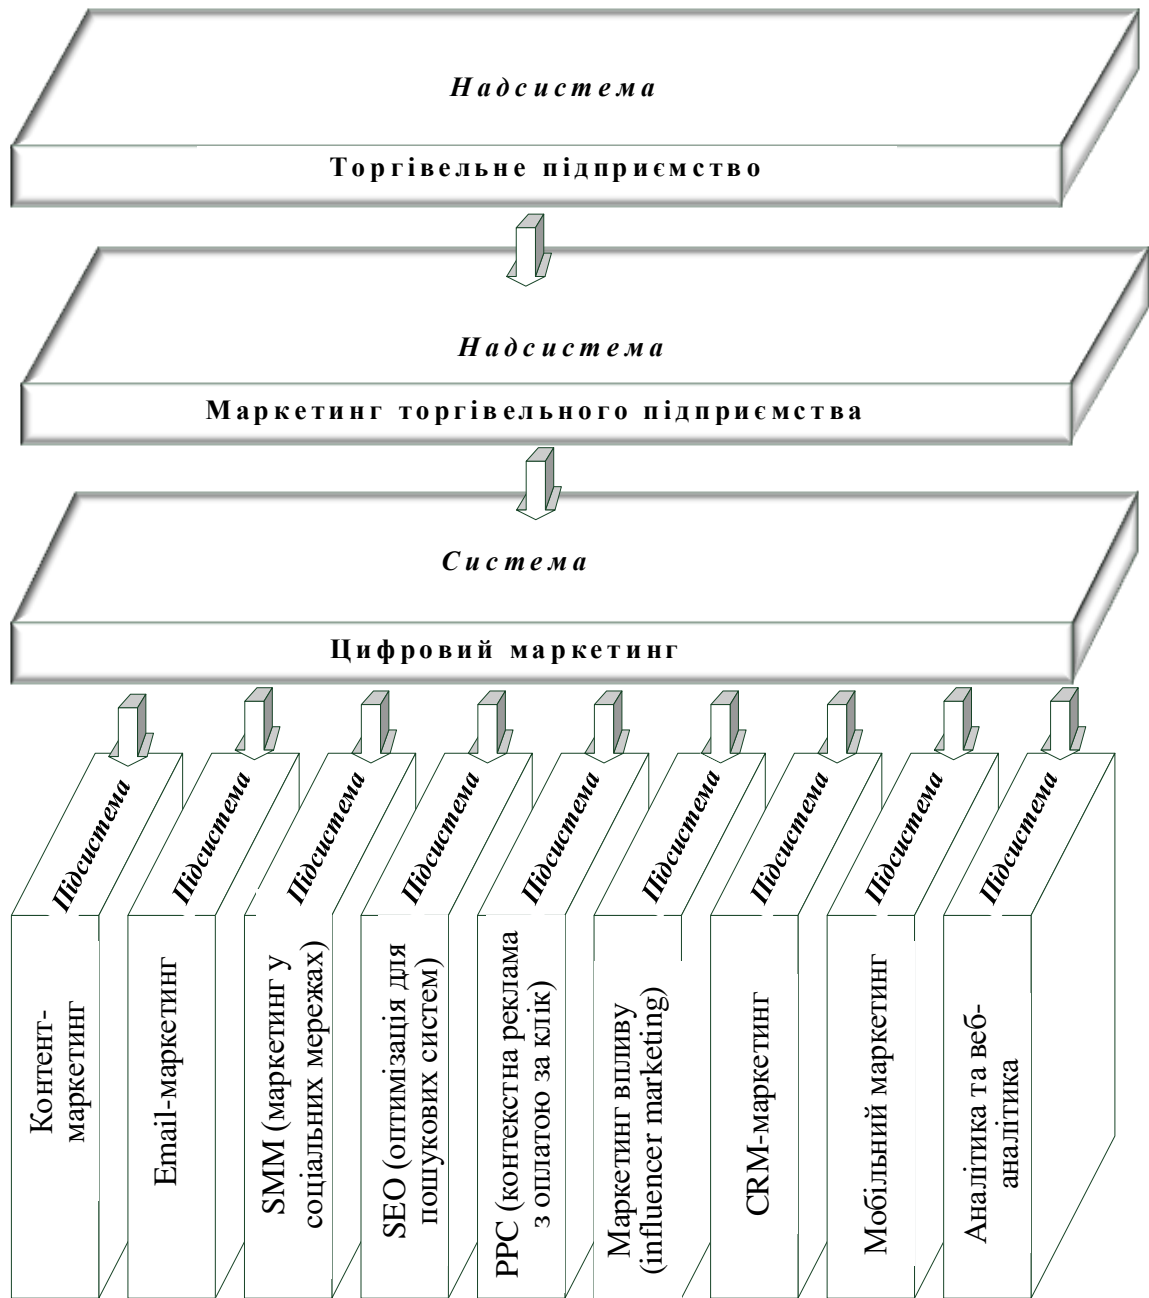 Надсистема
Торгівельне підприємство
Надсистема
Маркетинг торгівельного підприємства
Система
Цифровий маркетинг
Підсистема
Підсистема
Підсистема
Підсистема
Підсистема
Підсистема
Підсистема
Підсистема
Підсистема
Контент-
маркетинг
Email-маркетинг
SMM (маркетинг у
соціальних мережах)
SEO (оптимізація для
пошукових систем)
PPC (контекстна реклама
з оплатою за клік)
Маркетинг впливу
(influencer marketing)
CRM-маркетинг
Мобільний маркетинг
Аналітика та веб-
аналітика